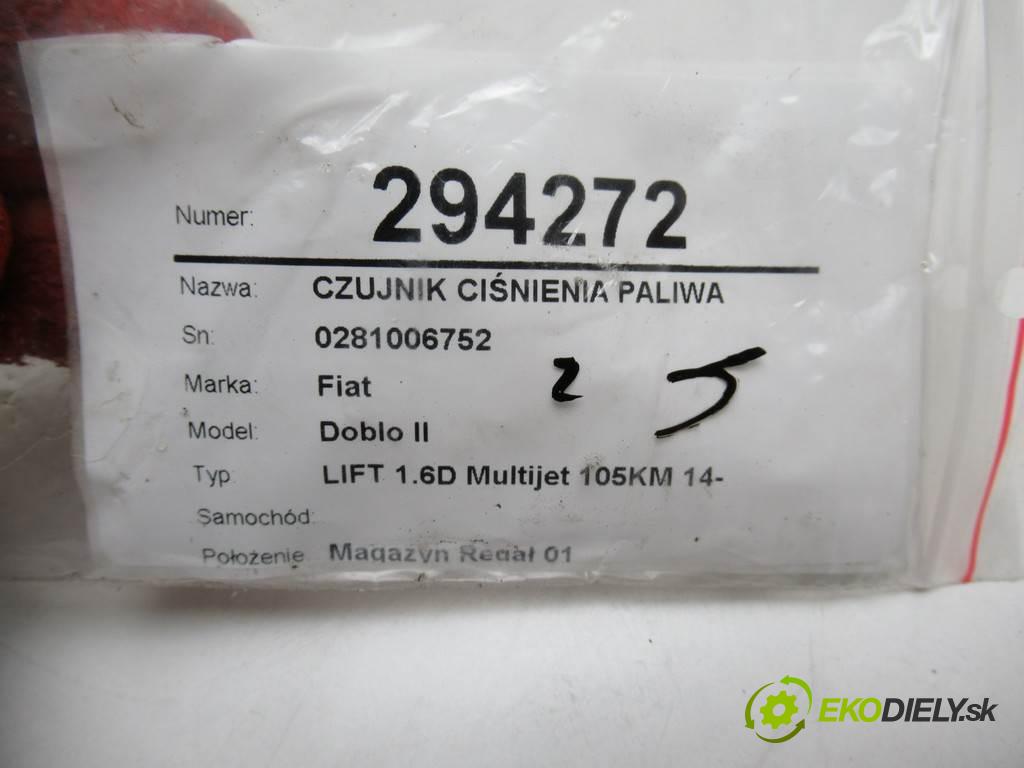 Numer: 294272
Nazwa: CZUJNIK CIŚNIENIA PALIWA
Sn: 0281006752
2 5
Marka: Fiat
Model: Doblo II
Typ LIFT 1.6D Multijet 105KM 14-
Samochód:
Położenie Magazyn Regał 01
EKODIELY.sk